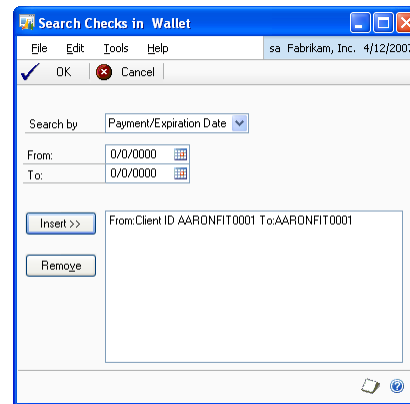 Search Checks in Wallet
File Edit Tools Help sa Fabrikam, Inc. 4/12/2007
OK Cancel
Search by Payment/Expiration Date
From: 0/0/0000
To: 0/0/0000
Insert >> From:Client ID AARONFIT0001 To:AARONFIT0001
Remove